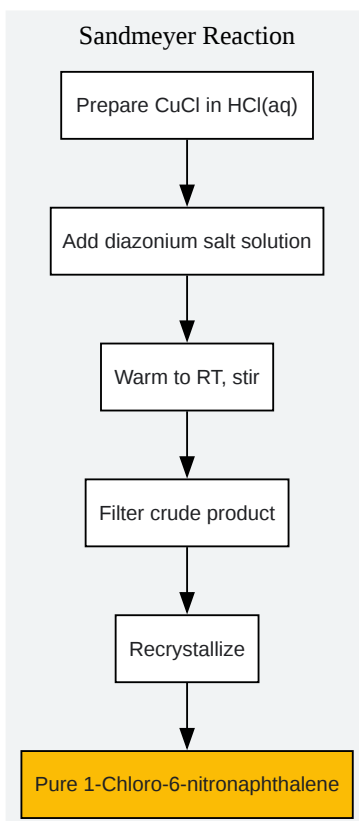 Sandmeyer Reaction
Prepare CuCl in HCl(aq)
Add diazonium salt solution
Warm to RT, stir
Filter crude product
Recrystallize
Pure 1-Chloro-6-nitronaphthalene